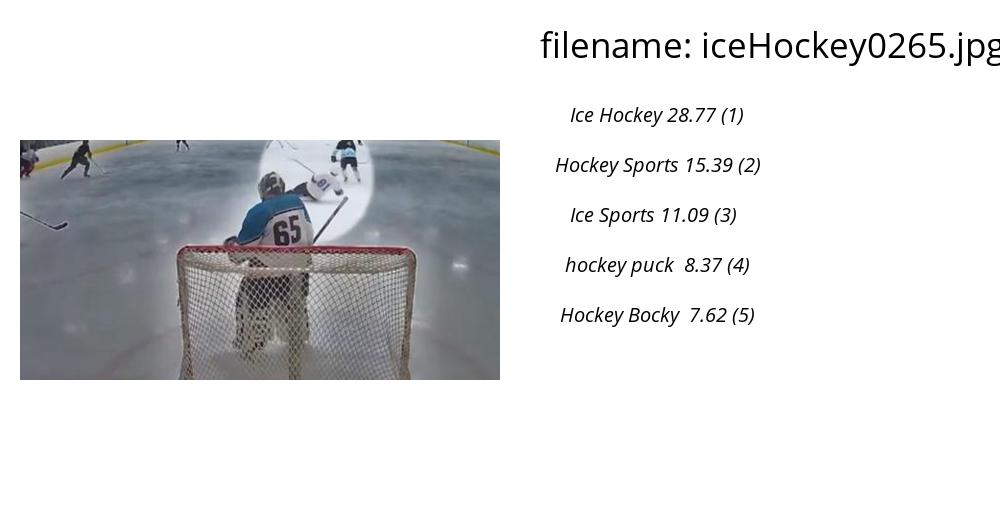 filename: iceHockey0265.jpg
Ice Hockey 28.77 (1)
Hockey Sports 15.39 (2)
Ice Sports 11.09 (3)
hockey puck 8.37 (4)
Hockey Bocky 7.62 (5)
65